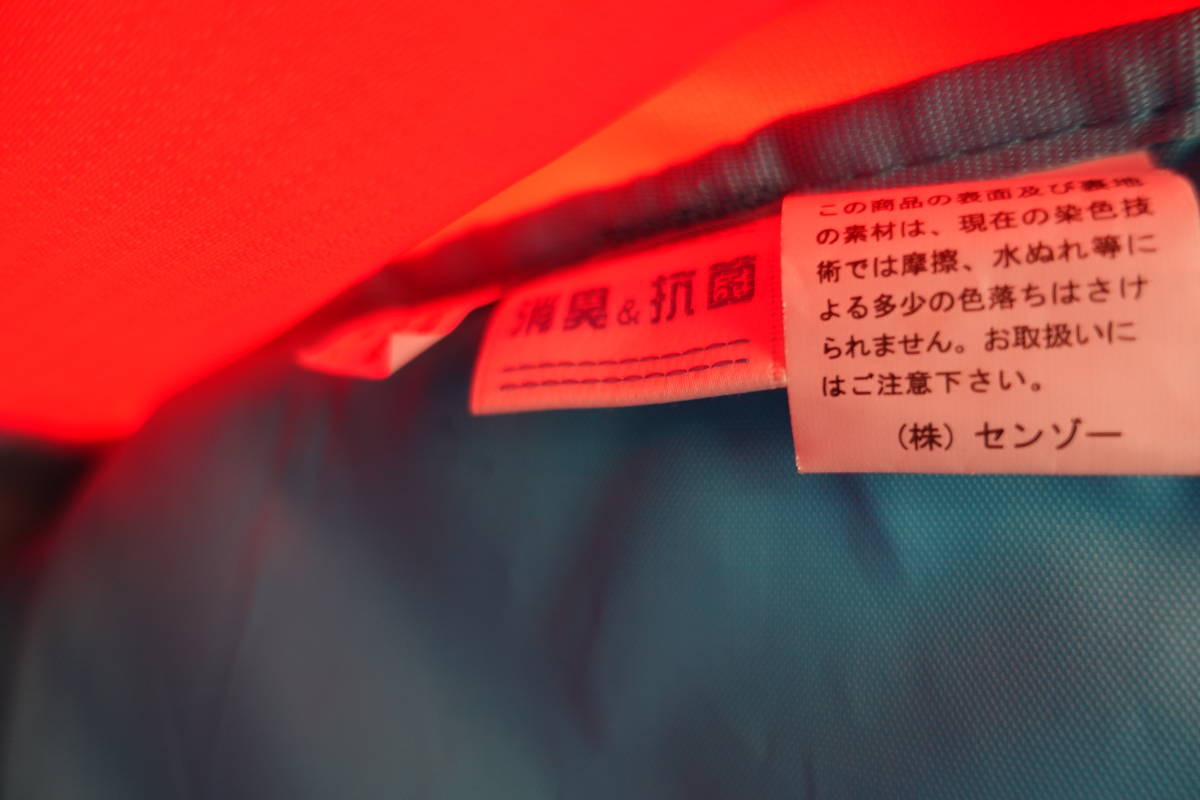 消臭&抗菌
この商品の表面及び裏地
の素材は、現在の染色技
術では摩擦、水ぬれ等に
よる多少の色落ちはさけ
られません。お取扱いに
はご注意下さい。
(株) センゾー